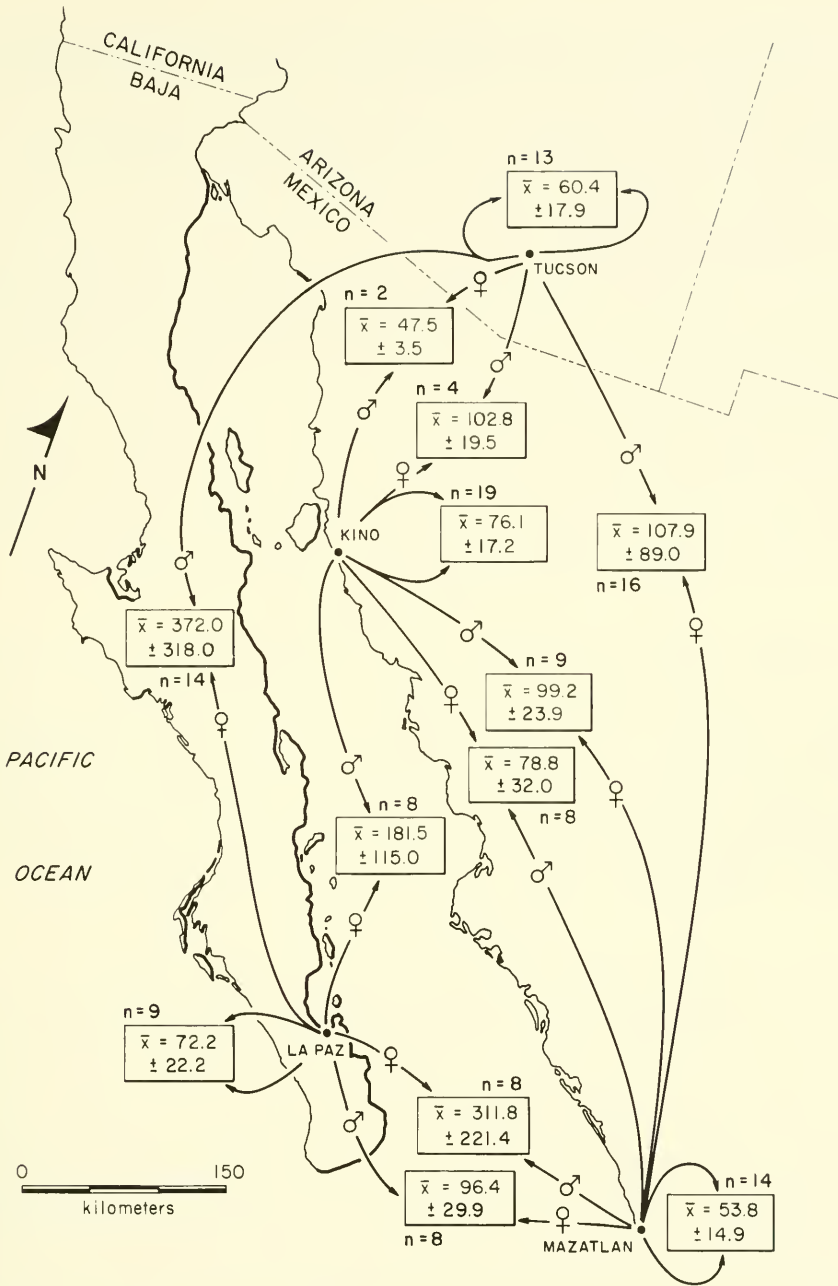 CALIFORNIA
BAJA
ARIZONA
MEXICO
n = 13
x̄ = 60.4
± 17.9
TUCSON
♀
n = 2
x̄ = 47.5
± 3.5
♂
n = 4
♂
x̄ = 102.8
± 19.5
♀
♂
N
n = 19
KINO
x̄ = 76.1
± 17.2
x̄ = 107.9
± 89.0
n = 16
♂
x̄ = 372.0
± 318.0
n = 14
♂
♀
n = 9
x̄ = 99.2
± 23.9
♀
♀
PACIFIC
♂
x̄ = 78.8
± 32.0
n = 8
♀
n = 8
x̄ = 181.5
± 115.0
OCEAN
♂
♀
n = 9
x̄ = 72.2
± 22.2
LA PAZ
♀
n = 8
x̄ = 311.8
± 221.4
♂
0 150
kilometers
♂
x̄ = 96.4
± 29.9
n = 8
♀
MAZATLAN
n = 14
x̄ = 53.8
± 14.9